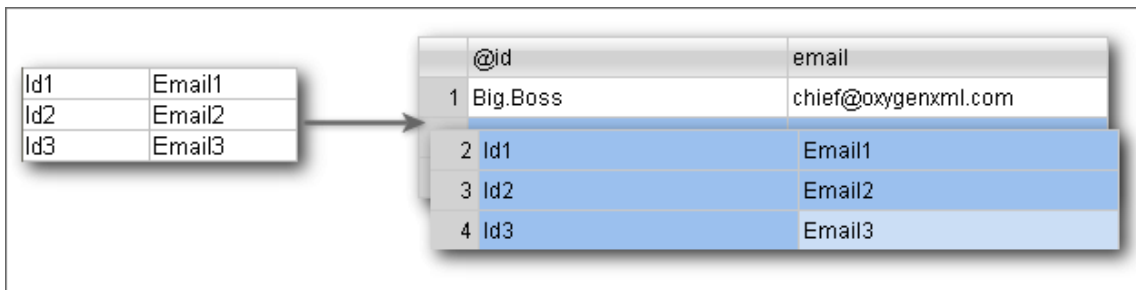 Id1 Email1
Id2 Email2
Id3 Email3
@id email
1 Big.Boss chief@oxygenxml.com
2 Id1 Email1
3 Id2 Email2
4 Id3 Email3